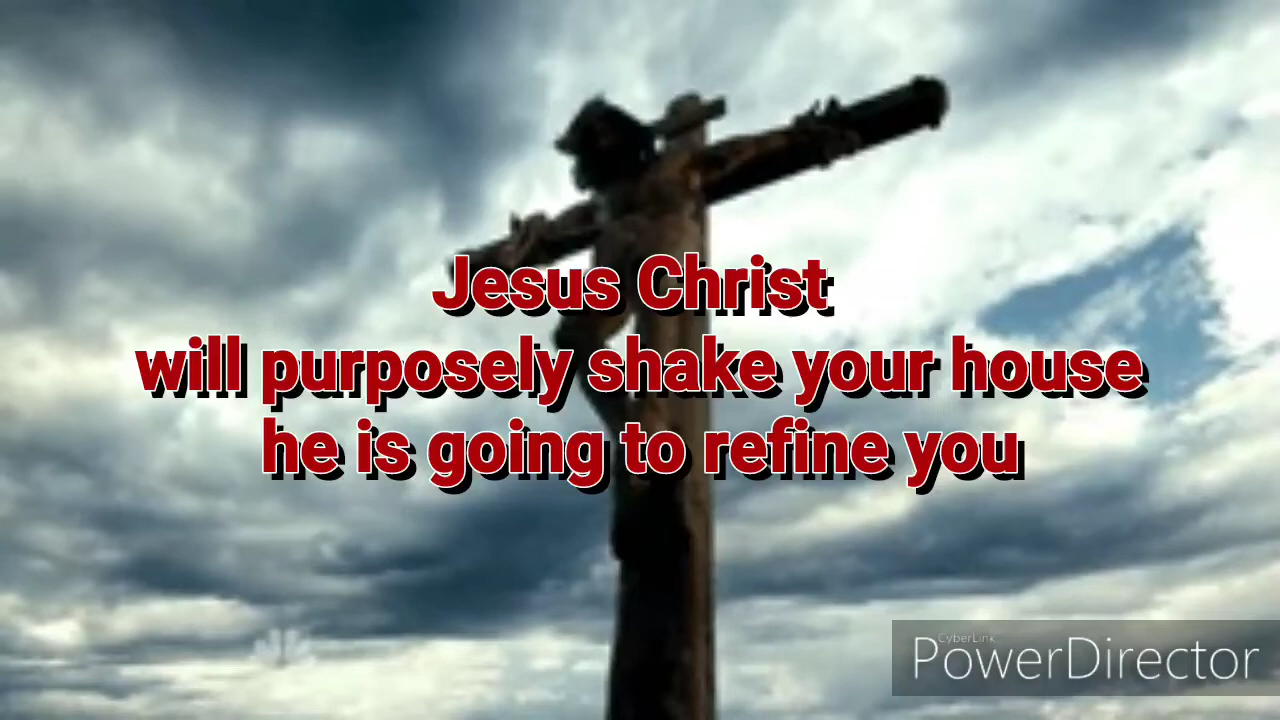 Jesus Christ
will purposely shake your house
he is going to refine you
CyberLink
PowerDirector